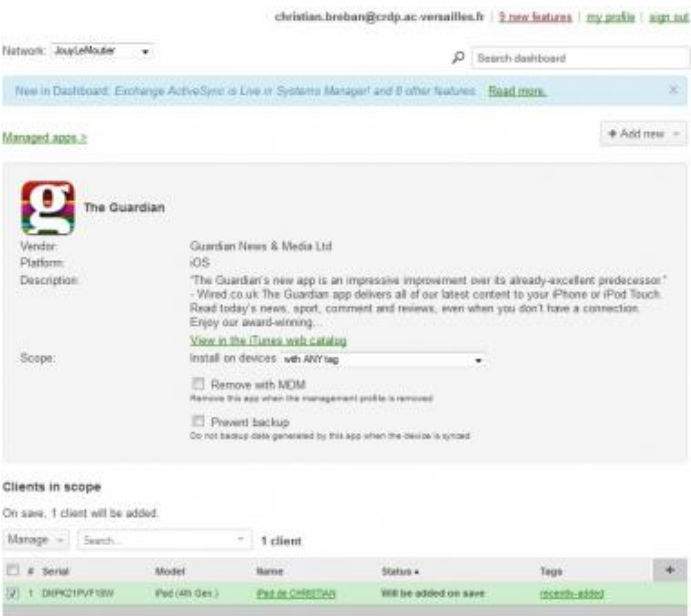 christian.breban@crdp.ac-versailles.fr | 9 new features | my profile | sign out
Network: JouyLeMoutier
Search dashboard
New in Dashboard: Exchange ActiveSync is Live in Systems Manager! and 8 other features. Read more. ×
Managed apps >
+ Add new
g
The Guardian
Vendor: Guardian News & Media Ltd
Platform: iOS
Description: "The Guardian's new app is an impressive improvement over its already-excellent predecessor."
- Wired.co.uk The Guardian app delivers all of our latest content to your iPhone or iPod Touch.
Read today's news, sport, comment and reviews, even when you don't have a connection.
Enjoy our award-winning...
View in the iTunes web catalog
Scope: Install on devices with ANY tag
Remove with MDM
Remove this app when the management profile is removed
Prevent backup
Do not backup data generated by this app when the device is synced
Clients in scope
On save, 1 client will be added.
Manage Search... 1 client
# Serial Model Name Status Tags +
1 iPad (4th Gen.) iPad de CHRISTIAN Will be added on save recently-added